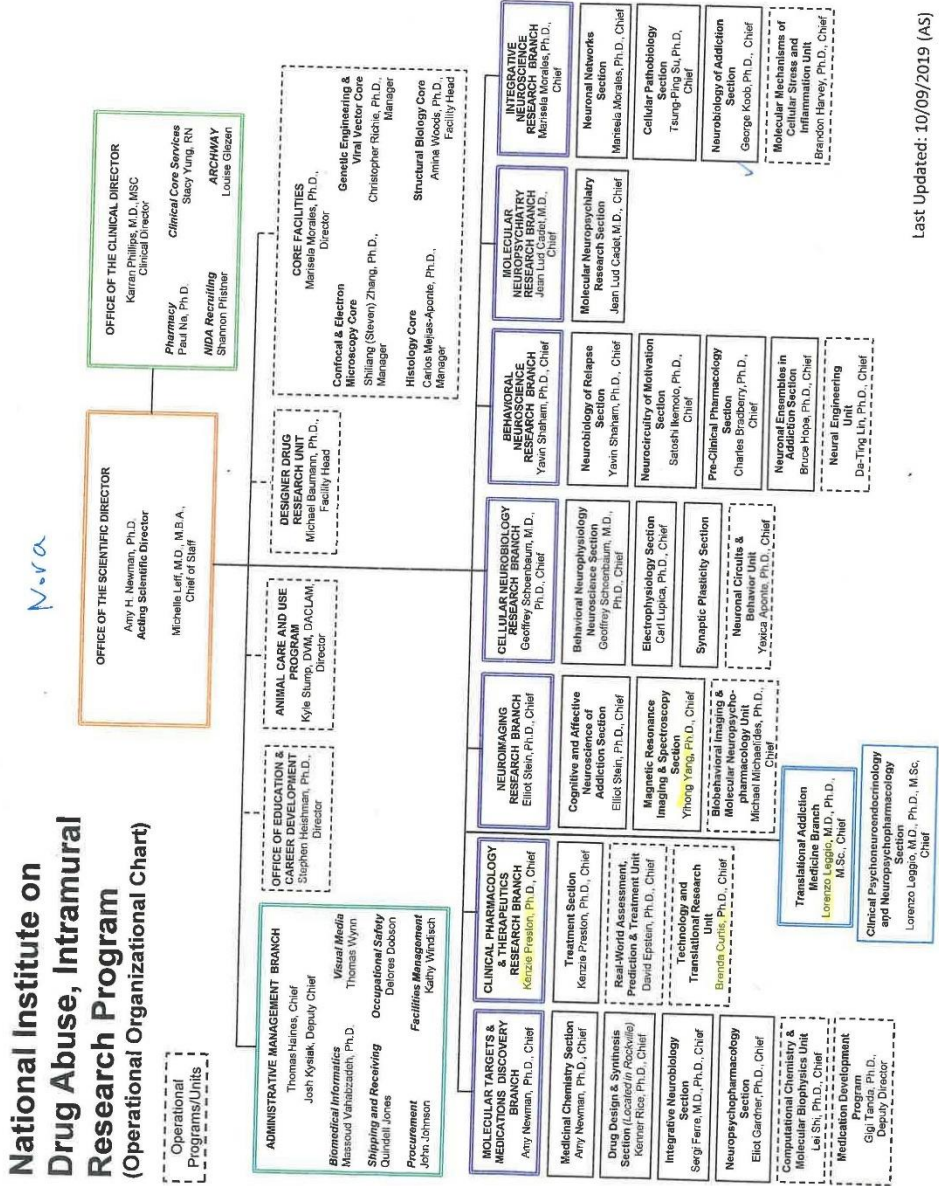 National Institute on
Drug Abuse, Intramural
Research Program
(Operational Organizational Chart)
Nora
Operational
Programs/Units
OFFICE OF THE SCIENTIFIC DIRECTOR
Amy H. Newman, Ph.D.
Acting Scientific Director
Michelle Leff, M.D., M.B.A.,
Chief of Staff
OFFICE OF THE CLINICAL DIRECTOR
Karran Phillips, M.D., MSC
Clinical Director
Pharmacy
Paul Na, Ph D.
Clinical Core Services
Stacy Yung, RN
NIDA Recruiting
Shannon Pfistner
ARCHWAY
Louise Glezen
ADMINISTRATIVE MANAGEMENT BRANCH
Thomas Haines, Chief
Josh Kysiak, Deputy Chief
Biomedical Informatics
Massoud Vahabzadeh, Ph.D.
Visual Media
Thomas Wynn
Shipping and Receiving
Quindell Jones
Occupational Safety
Delores Dobson
Procurement
John Johnson
Facilities Management
Kathy Windisch
OFFICE OF EDUCATION &
CAREER DEVELOPMENT
Stephen Heishman, Ph.D.,
Director
ANIMAL CARE AND USE
PROGRAM
Kyle Stump, DVM, DACLAM,
Director
DESIGNER DRUG
RESEARCH UNIT
Michael Baumann, Ph.D.,
Facility Head
CORE FACILITIES
Marisela Morales, Ph.D.,
Director
Confocal & Electron
Microscopy Core
Shiliang (Steven) Zhang, Ph.D.,
Manager
Genetic Engineering &
Viral Vector Core
Christopher Richie, Ph.D.,
Manager
Histology Core
Carlos Mejias-Aponte, Ph.D.,
Manager
Structural Biology Core
Amina Woods, Ph.D.,
Facility Head
MOLECULAR TARGETS &
MEDICATIONS DISCOVERY
BRANCH
Amy Newman, Ph.D., Chief
Medicinal Chemistry Section
Amy Newman, Ph.D., Chief
Drug Design & Synthesis
Section (Located in Rockville)
Kenner Rice, Ph.D., Chief
Integrative Neurobiology
Section
Sergi Ferre, M.D., Ph.D., Chief
Neuropsychopharmacology
Section
Eliot Gardner, Ph.D., Chief
Computational Chemistry &
Molecular Biophysics Unit
Lei Shi, Ph.D., Chief
Medication Development
Program
Gigi Tanda, Ph.D.,
Deputy Director
CLINICAL PHARMACOLOGY
& THERAPEUTICS
RESEARCH BRANCH
Kenzie Preston, Ph.D., Chief
Treatment Section
Kenzie Preston, Ph.D., Chief
Real-World Assessment,
Prediction & Treatment Unit
David Epstein, Ph.D., Chief
Technology and
Translational Research
Unit
Brenda Curtis, Ph.D., Chief
NEUROIMAGING
RESEARCH BRANCH
Elliot Stein, Ph.D., Chief
Cognitive and Affective
Neuroscience of
Addiction Section
Elliot Stein, Ph.D., Chief
Magnetic Resonance
Imaging & Spectroscopy
Section
Yihong Yang, Ph.D., Chief
Biobehavioral Imaging &
Molecular Neuropsycho-
pharmacology Unit
Michael Michaelides, Ph.D.,
Chief
Translational Addiction
Medicine Branch
Lorenzo Leggio, M.D., Ph.D.,
M.Sc., Chief
Clinical Psychoneuroendocrinology
and Neuropsychopharmacology
Section
Lorenzo Leggio, M.D., Ph.D., M.Sc,
Chief
CELLULAR NEUROBIOLOGY
RESEARCH BRANCH
Geoffrey Schoenbaum, M.D.,
Ph.D., Chief
Behavioral Neurophysiology
Neuroscience Section
Geoffrey Schoenbaum, M.D.,
Ph.D., Chief
Electrophysiology Section
Carl Lupica, Ph.D., Chief
Synaptic Plasticity Section
Neuronal Circuits &
Behavior Unit
Yexica Aponte, Ph.D., Chief
BEHAVIORAL
NEUROSCIENCE
RESEARCH BRANCH
Yavin Shaham, Ph.D., Chief
Neurobiology of Relapse
Section
Yavin Shaham, Ph.D., Chief
Neurocircuitry of Motivation
Section
Satoshi Ikemoto, Ph.D.,
Chief
Pre-Clinical Pharmacology
Section
Charles Bradberry, Ph.D.,
Chief
Neuronal Ensembles in
Addiction Section
Bruce Hope, Ph.D., Chief
Neural Engineering
Unit
Da-Ting Lin, Ph.D., Chief
MOLECULAR
NEUROPSYCHIATRY
RESEARCH BRANCH
Jean Lud Cadet, M.D.,
Chief
Molecular Neuropsychiatry
Research Section
Jean Lud Cadet, M.D., Chief
INTEGRATIVE
NEUROSCIENCE
RESEARCH BRANCH
Marisela Morales, Ph.D.,
Chief
Neuronal Networks
Section
Marisela Morales, Ph.D., Chief
Cellular Pathobiology
Section
Tsung-Ping Su, Ph.D,
Chief
Neurobiology of Addiction
Section
George Koob, Ph.D., Chief
Molecular Mechanisms of
Cellular Stress and
Inflammation Unit
Brandon Harvey, Ph.D., Chief
Last Updated: 10/09/2019 (AS)